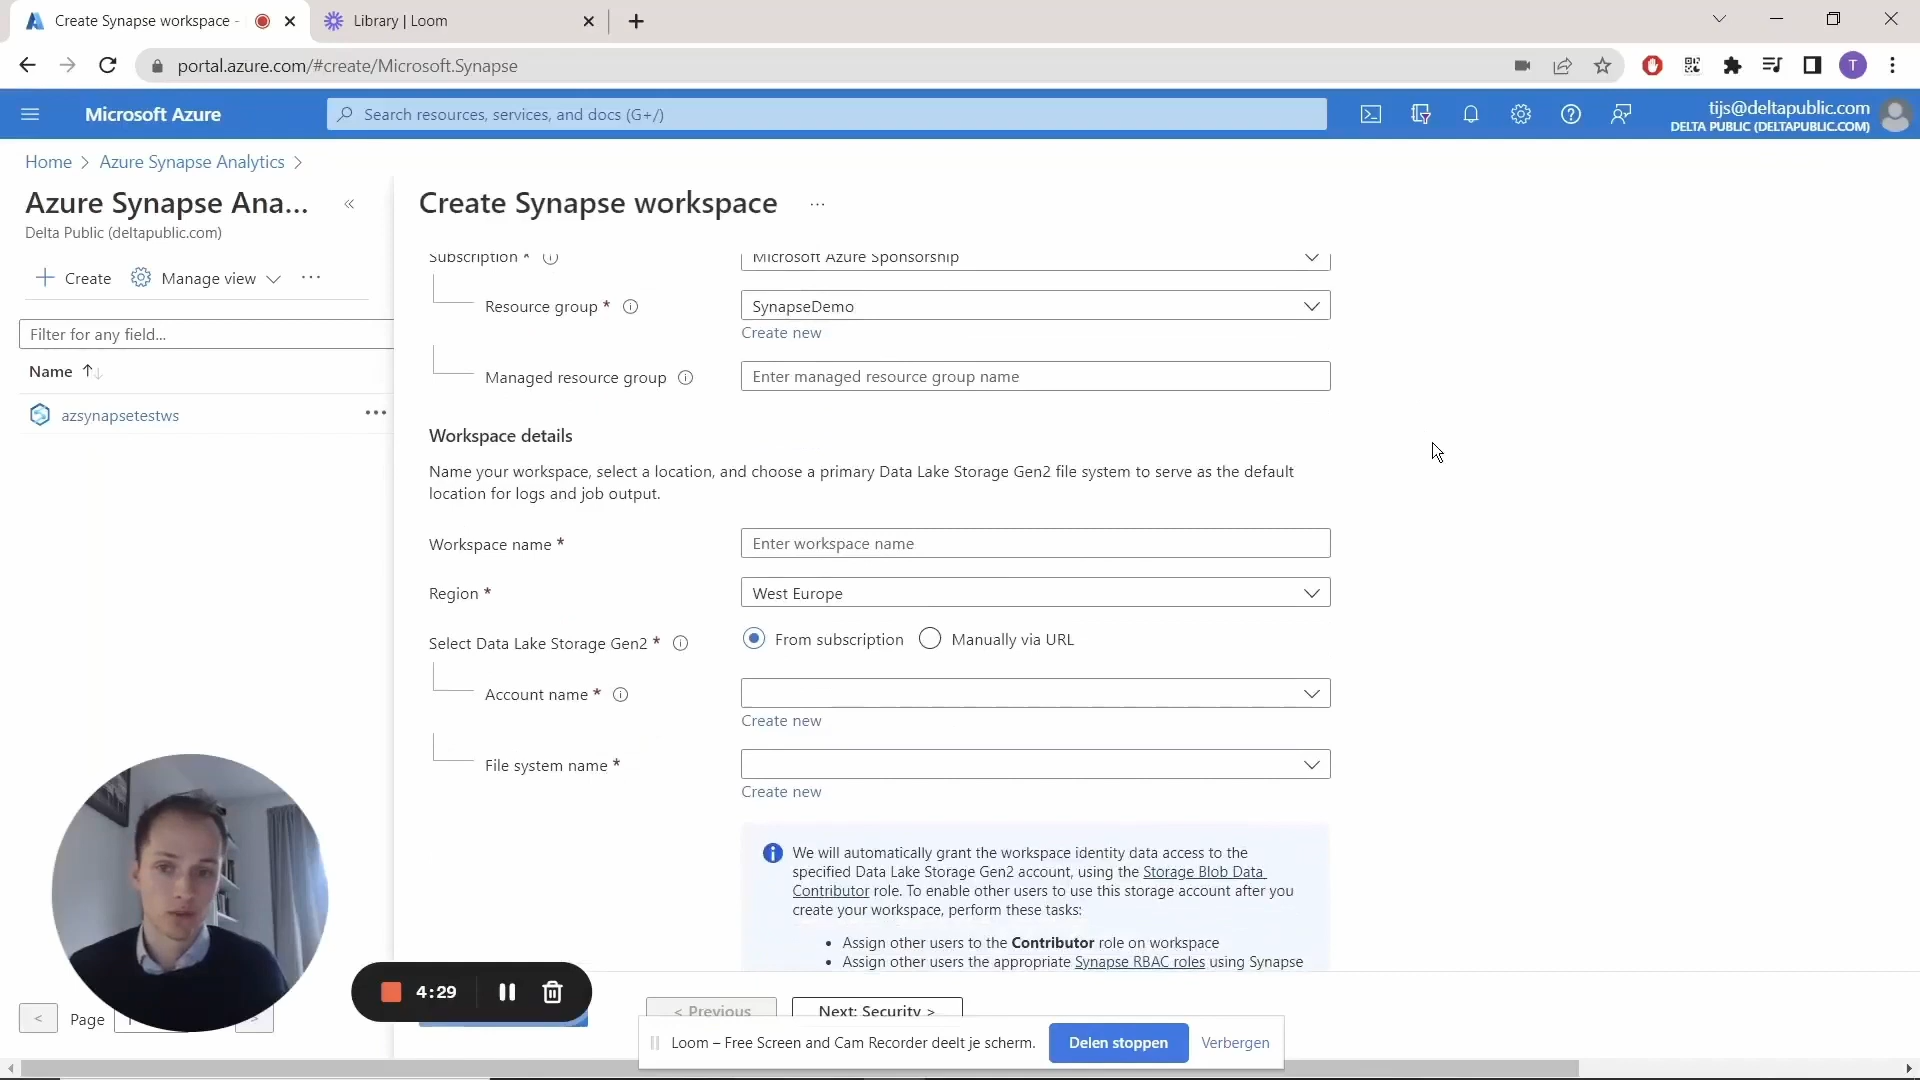 Create Synapse workspace -
Library | Loom
portal.azure.com/#create/Microsoft.Synapse
T
Microsoft Azure
Search resources, services, and docs (G+/)
tijs@deltapublic.com
DELTA PUBLIC (DELTAPUBLIC.COM)
Home > Azure Synapse Analytics >
Azure Synapse Ana...
Delta Public (deltapublic.com)
Create
Manage view
Filter for any field...
Name
azsynapsetestws
Create Synapse workspace
Subscription *
Microsoft Azure Sponsorship
Resource group *
SynapseDemo
Create new
Managed resource group
Enter managed resource group name
Workspace details
Name your workspace, select a location, and choose a primary Data Lake Storage Gen2 file system to serve as the default
location for logs and job output.
Workspace name *
Enter workspace name
Region *
West Europe
Select Data Lake Storage Gen2 *
From subscription
Manually via URL
Account name *
Create new
File system name *
Create new
We will automatically grant the workspace identity data access to the
specified Data Lake Storage Gen2 account, using the Storage Blob Data
Contributor role. To enable other users to use this storage account after you
create your workspace, perform these tasks:
• Assign other users to the Contributor role on workspace
• Assign other users the appropriate Synapse RBAC roles using Synapse
4:29
< Page
>
< Previous
Next: Security >
Loom – Free Screen and Cam Recorder deelt je scherm.
Delen stoppen
Verbergen